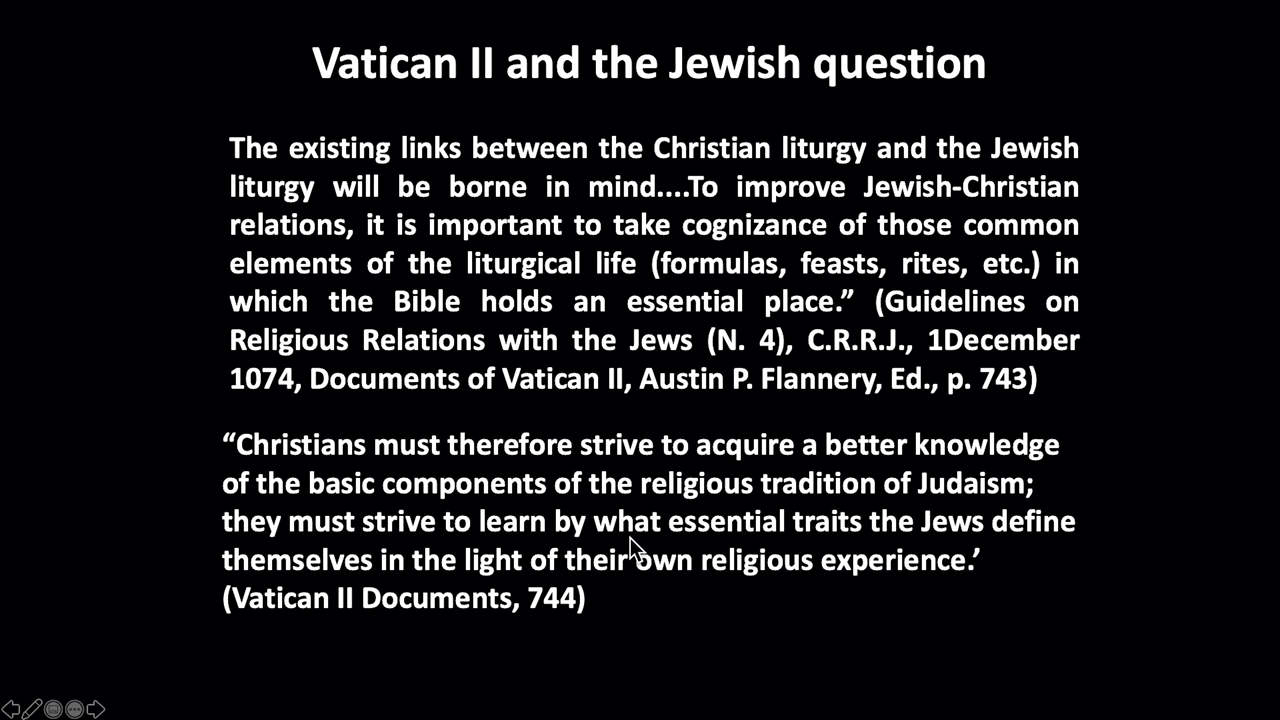 Vatican II and the Jewish question
The existing links between the Christian liturgy and the Jewish
liturgy will be borne in mind....To improve Jewish-Christian
relations, it is important to take cognizance of those common
elements of the liturgical life (formulas, feasts, rites, etc.) in
which the Bible holds an essential place.” (Guidelines on
Religious Relations with the Jews (N. 4), C.R.R.J., 1December
1074, Documents of Vatican II, Austin P. Flannery, Ed., p. 743)
“Christians must therefore strive to acquire a better knowledge
of the basic components of the religious tradition of Judaism;
they must strive to learn by what essential traits the Jews define
themselves in the light of their own religious experience.’
(Vatican II Documents, 744)